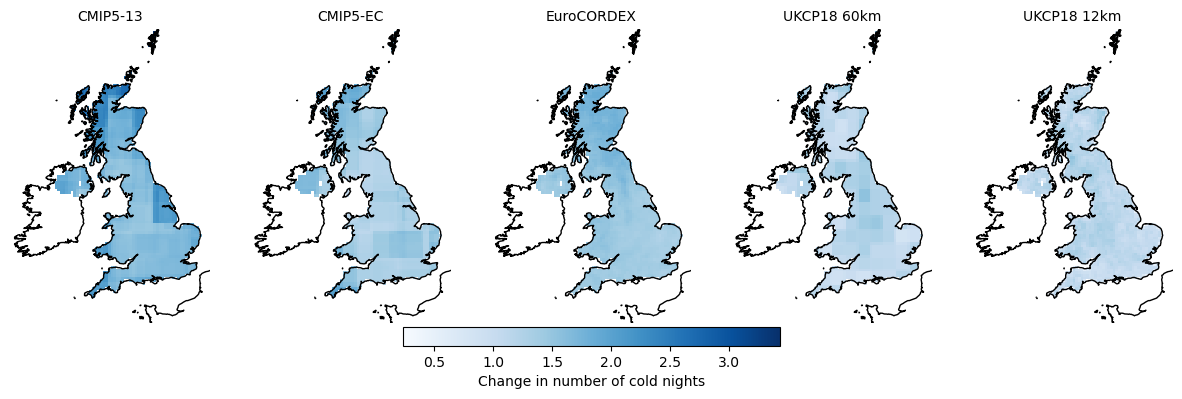 CMIP5-13
CMIP5-EC
EuroCORDEX
UKCP18 60km
UKCP18 12km
0.5
1.0
1.5
2.0
2.5
3.0
Change in number of cold nights